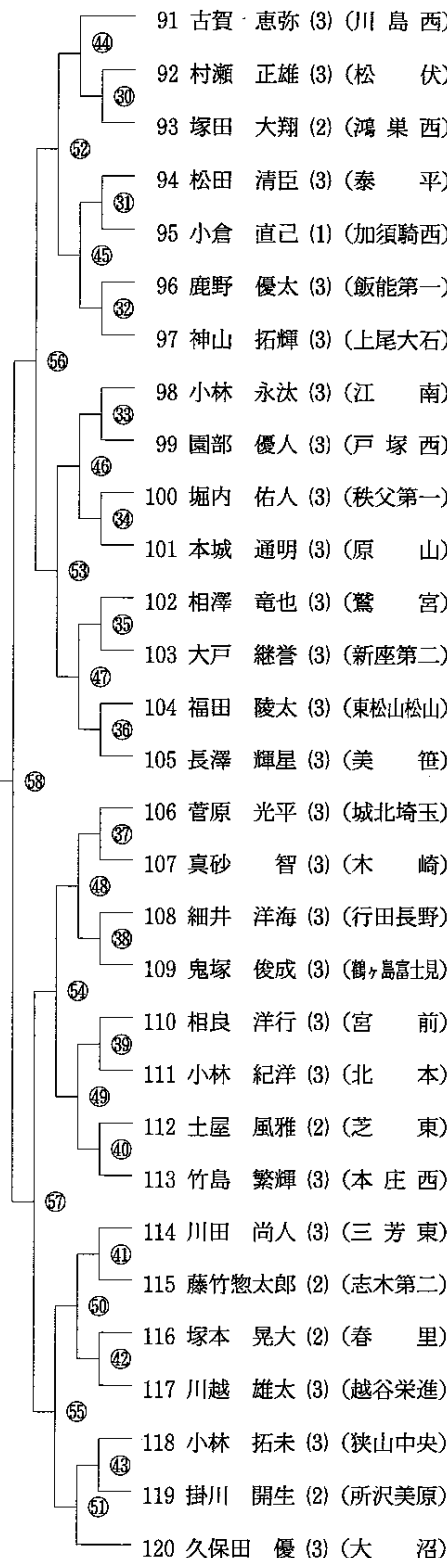 91 古賀 恵弥 (3) (川島西)
㊹
92 村瀬 正雄 (3) (松伏)
㉚
93 塚田 大翔 (2) (鴻巣西)
52
94 松田 清臣 (3) (泰平)
㉛
95 小倉 直己 (1) (加須騎西)
㊺
96 鹿野 優太 (3) (飯能第一)
㉜
97 神山 拓輝 (3) (上尾大石)
56
98 小林 永汰 (3) (江南)
㉝
99 園部 優人 (3) (戸塚西)
㊻
100 堀内 佑人 (3) (秩父第一)
㉞
101 本城 通明 (3) (原山)
53
102 相澤 竜也 (3) (鷲宮)
㉟
103 大戸 継誉 (3) (新座第二)
㊼
104 福田 陵太 (3) (東松山松山)
㊱
105 長澤 輝星 (3) (美笹)
58
106 菅原 光平 (3) (城北埼玉)
㊲
107 真砂 智 (3) (木崎)
㊽
108 細井 洋海 (3) (行田長野)
㊳
109 鬼塚 俊成 (3) (鶴ヶ島富士見)
54
110 相良 洋行 (3) (宮前)
㊴
111 小林 紀洋 (3) (北本)
㊾
112 土屋 風雅 (2) (芝東)
㊵
113 竹島 繁輝 (3) (本庄西)
57
114 川田 尚人 (3) (三芳東)
㊶
115 藤竹惣太郎 (2) (志木第二)
㊿
116 塚本 晃大 (2) (春里)
㊷
117 川越 雄太 (3) (越谷栄進)
55
118 小林 拓未 (3) (狭山中央)
㊸
119 掛川 開生 (2) (所沢美原)
51
120 久保田 優 (3) (大沼)